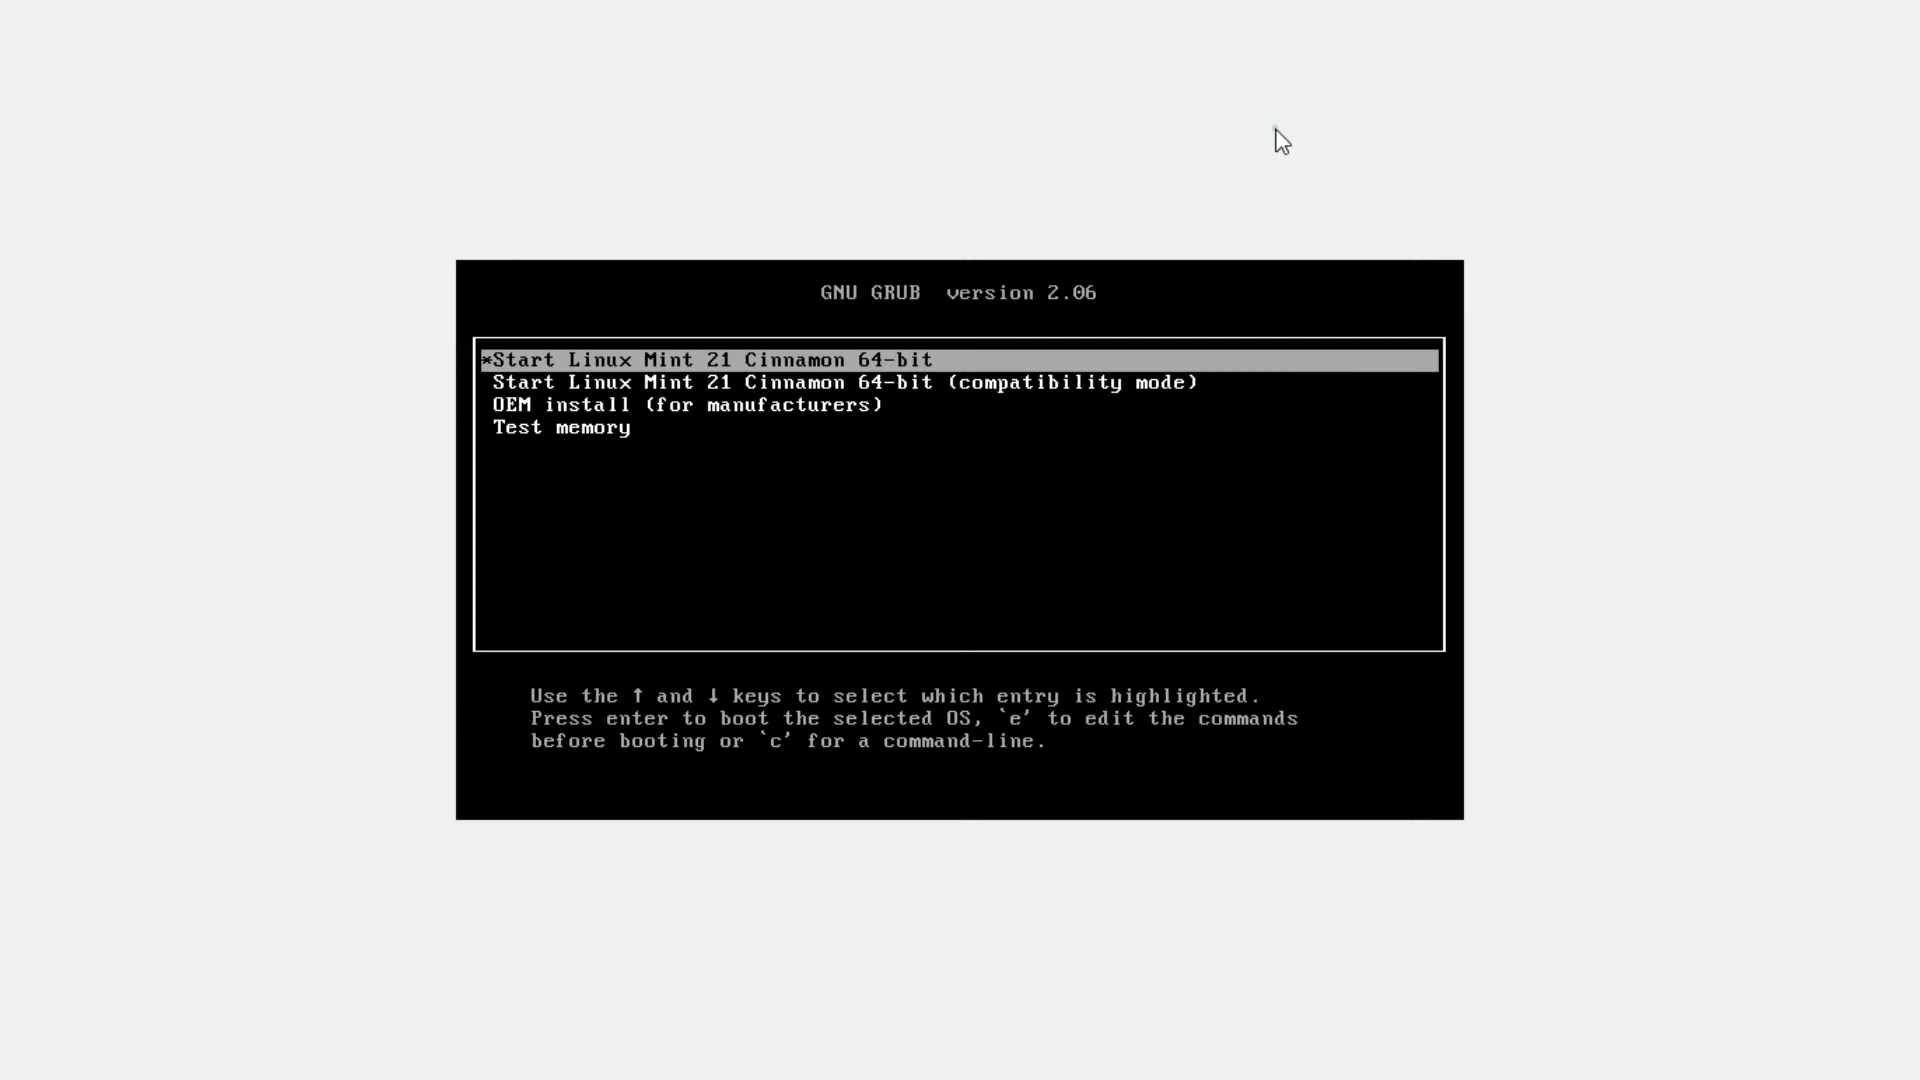 GNU GRUB  version 2.06
*Start Linux Mint 21 Cinnamon 64-bit
Start Linux Mint 21 Cinnamon 64-bit (compatibility mode)
OEM install (for manufacturers)
Test memory
Use the ↑ and ↓ keys to select which entry is highlighted.
Press enter to boot the selected OS, `e' to edit the commands
before booting or `c' for a command-line.